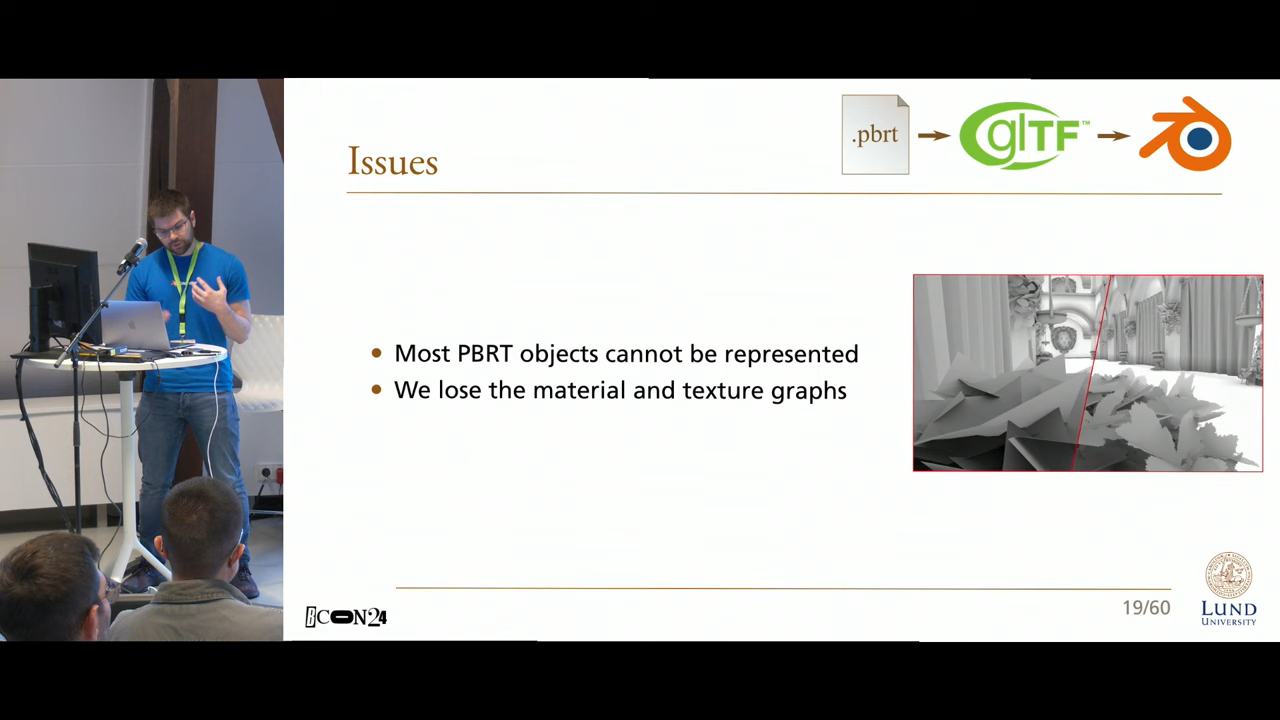 .pbrt
glTF™
Issues
• Most PBRT objects cannot be represented
• We lose the material and texture graphs
19/60
BCON24
LUND
UNIVERSITY